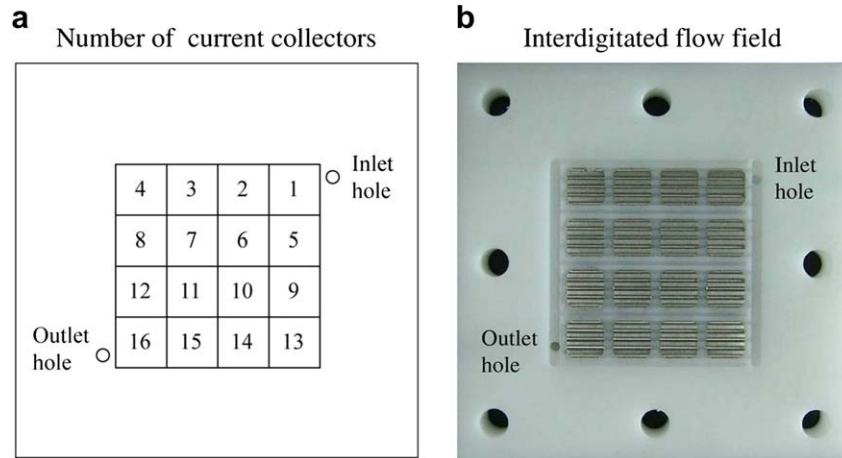 a
Number of current collectors
4 3 2 1
Inlet
hole
8 7 6 5
12 11 10 9
Outlet
hole
16 15 14 13
b
Interdigitated flow field
Inlet
hole
Outlet
hole